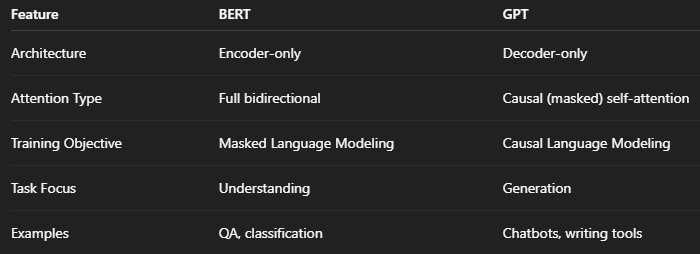 Feature BERT GPT
Architecture Encoder-only Decoder-only
Attention Type Full bidirectional Causal (masked) self-attention
Training Objective Masked Language Modeling Causal Language Modeling
Task Focus Understanding Generation
Examples QA, classification Chatbots, writing tools